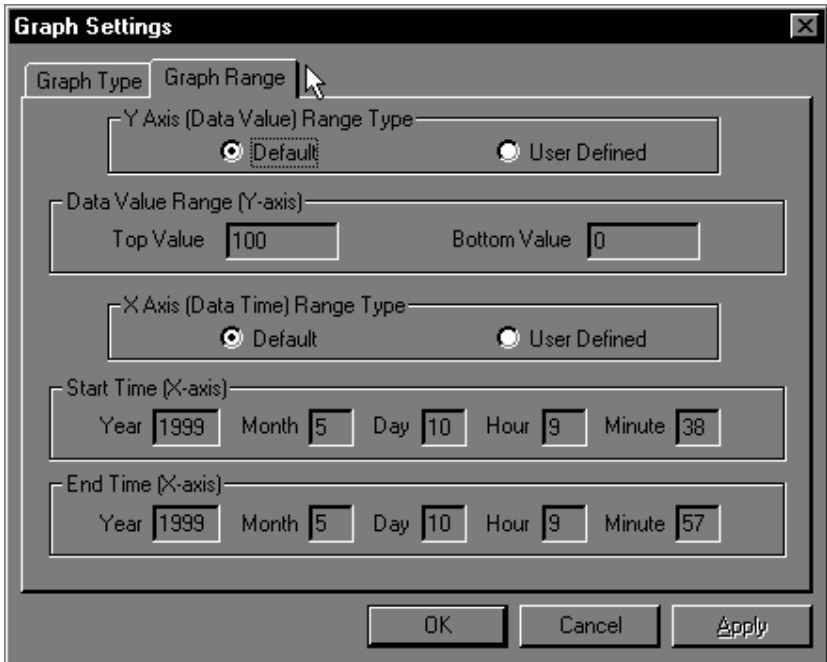 Graph Settings
Graph Type Graph Range
Y Axis (Data Value) Range Type
Default User Defined
Data Value Range (Y-axis)
Top Value 100 Bottom Value 0
X Axis (Data Time) Range Type
Default User Defined
Start Time (X-axis)
Year 1999 Month 5 Day 10 Hour 9 Minute 38
End Time (X-axis)
Year 1999 Month 5 Day 10 Hour 9 Minute 57
OK Cancel Apply